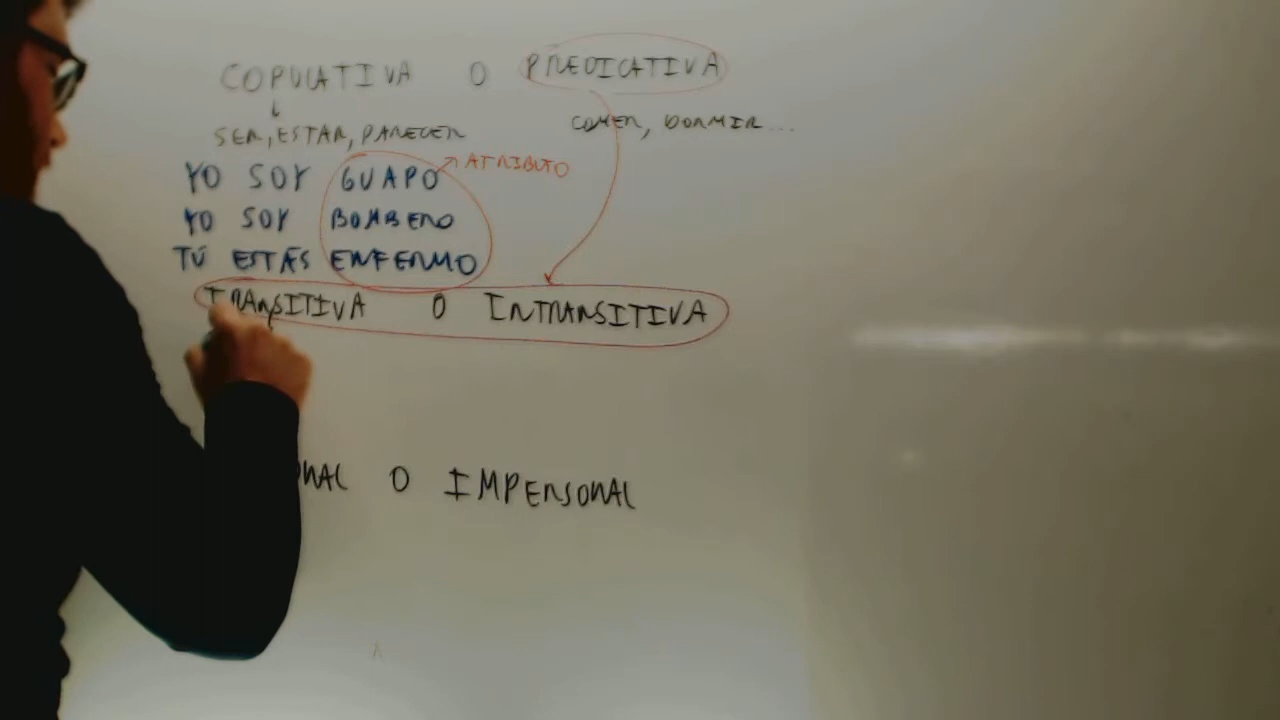 COPULATIVA O PREDICATIVA
SER, ESTAR, PARECER COMER, DORMIR...
YO SOY GUAPO ATRIBUTO
YO SOY BOMBERO
TÚ ESTÁS ENFERMO
TRANSITIVA O INTRANSITIVA
ONAL O IMPERSONAL